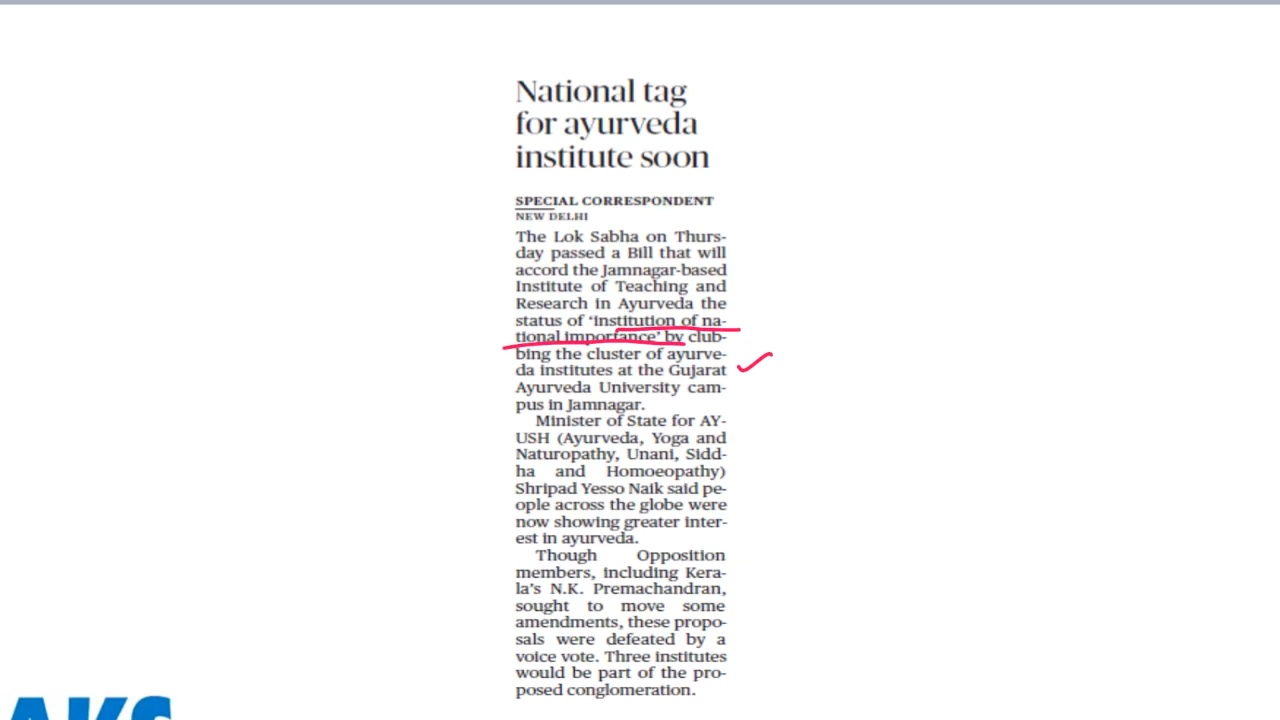 National tag
for ayurveda
institute soon
SPECIAL CORRESPONDENT
NEW DELHI
The Lok Sabha on Thurs-
day passed a Bill that will
accord the Jamnagar-based
Institute of Teaching and
Research in Ayurveda the
status of ‘institution of na-
tional importance’ by club-
bing the cluster of ayurve-
da institutes at the Gujarat
Ayurveda University cam-
pus in Jamnagar.
Minister of State for AY-
USH (Ayurveda, Yoga and
Naturopathy, Unani, Sidd-
ha and Homoeopathy)
Shripad Yesso Naik said pe-
ople across the globe were
now showing greater inter-
est in ayurveda.
Though Opposition
members, including Kera-
la’s N.K. Premachandran,
sought to move some
amendments, these propo-
sals were defeated by a
voice vote. Three institutes
would be part of the pro-
posed conglomeration.
AKS